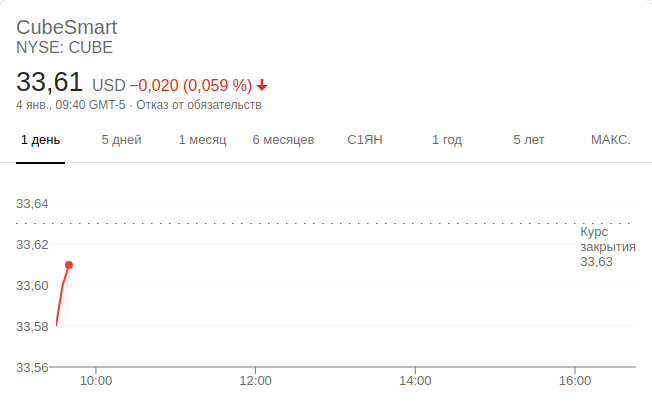 CubeSmart
NYSE: CUBE
33,61 USD −0,020 (0,059 %)
4 янв., 09:40 GMT-5 · Отказ от обязательств
1 день 5 дней 1 месяц 6 месяцев С1ЯН 1 год 5 лет МАКС.
33,64
Курс
33,62 закрытия
33,63
33,60
33,58
33,56
10:00 12:00 14:00 16:00